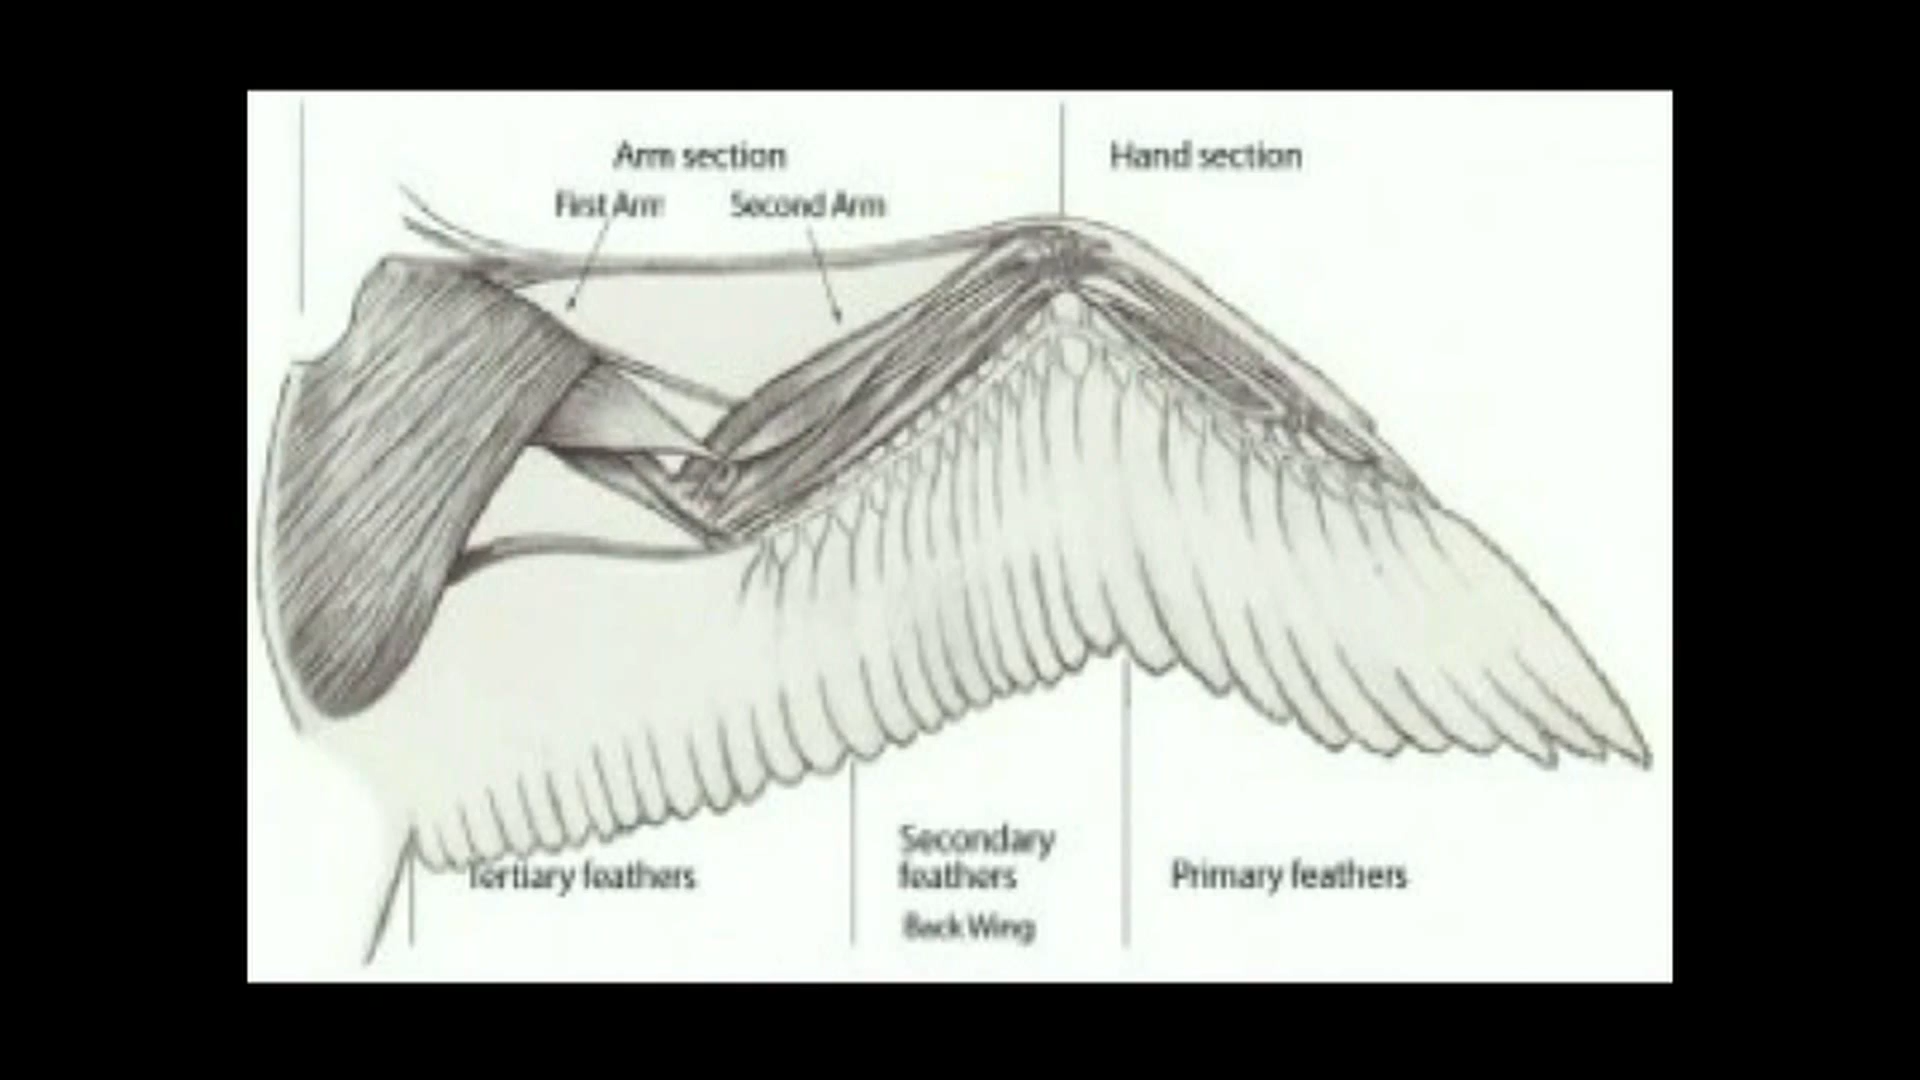 Arm section
Hand section
First Arm
Second Arm
Tertiary feathers
Secondary
feathers
Back Wing
Primary feathers